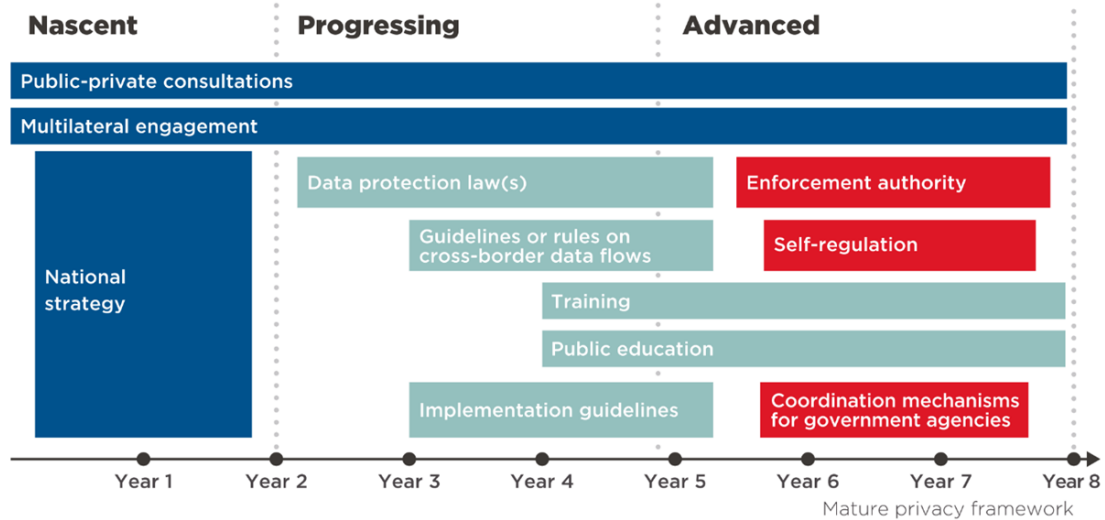 Nascent
Progressing
Advanced
Public-private consultations
Multilateral engagement
National
strategy
Data protection law(s)
Enforcement authority
Guidelines or rules on
cross-border data flows
Self-regulation
Training
Public education
Implementation guidelines
Coordination mechanisms
for government agencies
Year 1
Year 2
Year 3
Year 4
Year 5
Year 6
Year 7
Year 8
Mature privacy framework